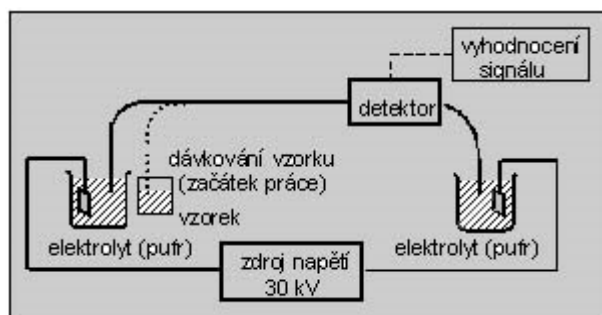 vyhodnocení
signálu
detektor
dávkování vzorku
(začátek práce)
vzorek
elektrolyt (pufr)
elektrolyt (pufr)
zdroj napětí
30 kV